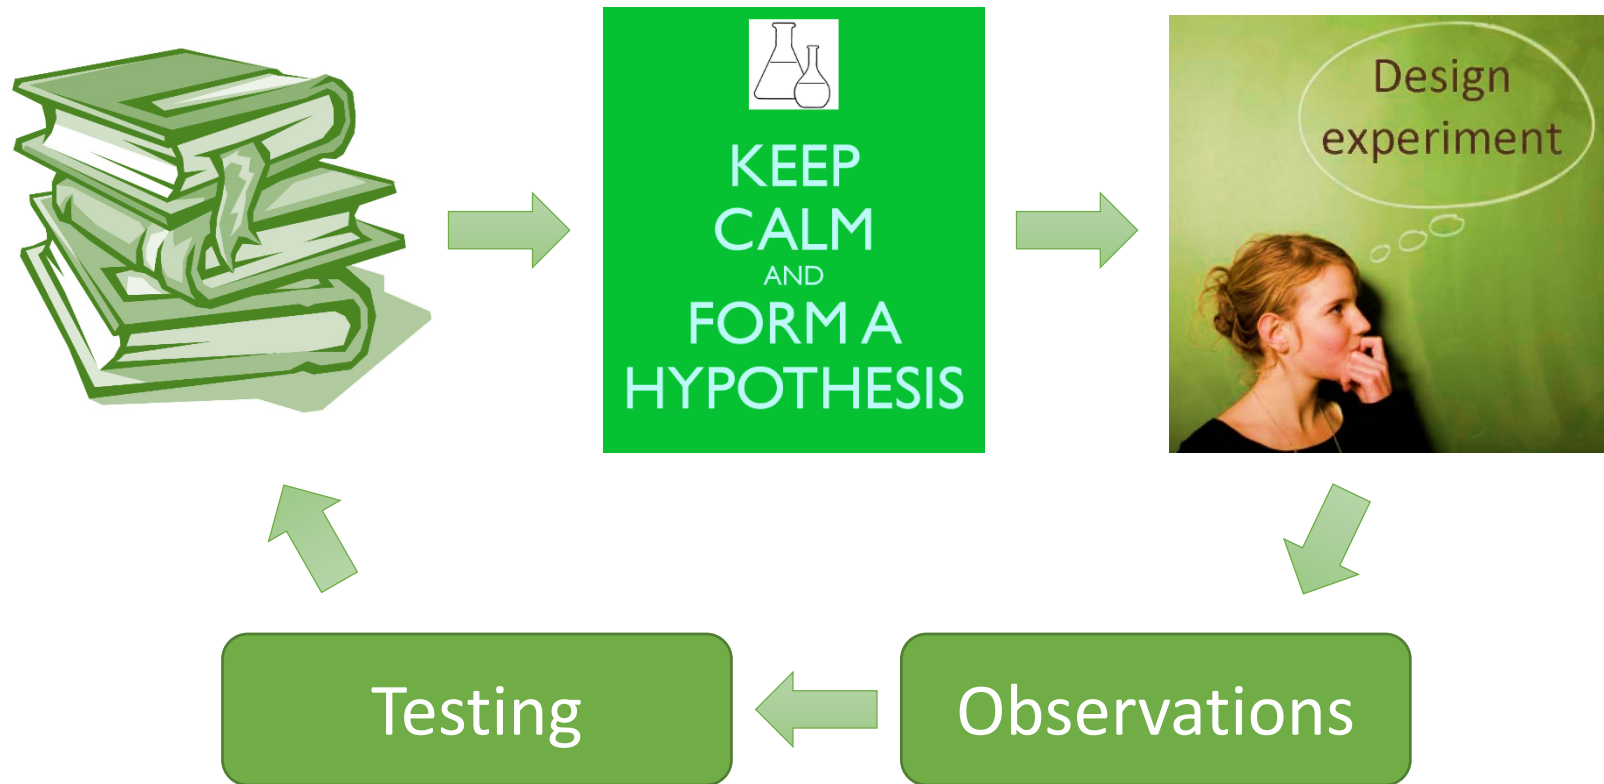 KEEP
CALM
AND
FORM A
HYPOTHESIS
Design
experiment
Testing
Observations